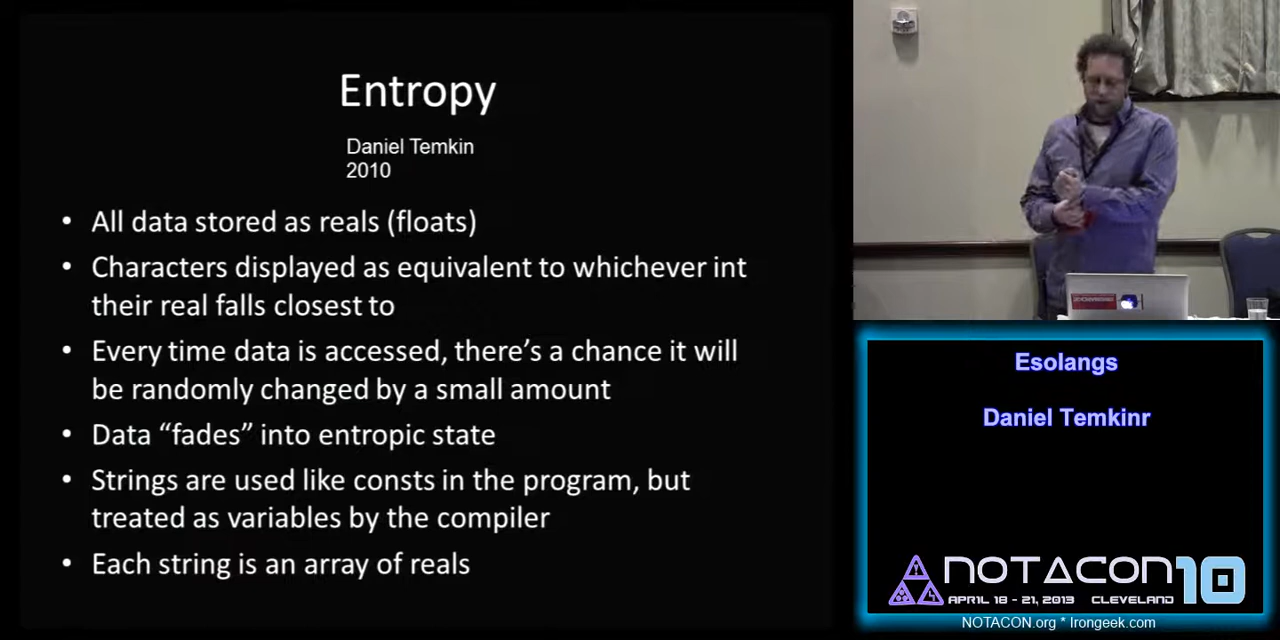 Entropy
Daniel Temkin
2010
• All data stored as reals (floats)
• Characters displayed as equivalent to whichever int
their real falls closest to
• Every time data is accessed, there’s a chance it will
be randomly changed by a small amount
• Data “fades” into entropic state
• Strings are used like consts in the program, but
treated as variables by the compiler
• Each string is an array of reals
Esolangs
Daniel Temkinr
NOTACON 10
APRIL 18 - 21, 2013 CLEVELAND
NOTACON.org * Irongeek.com